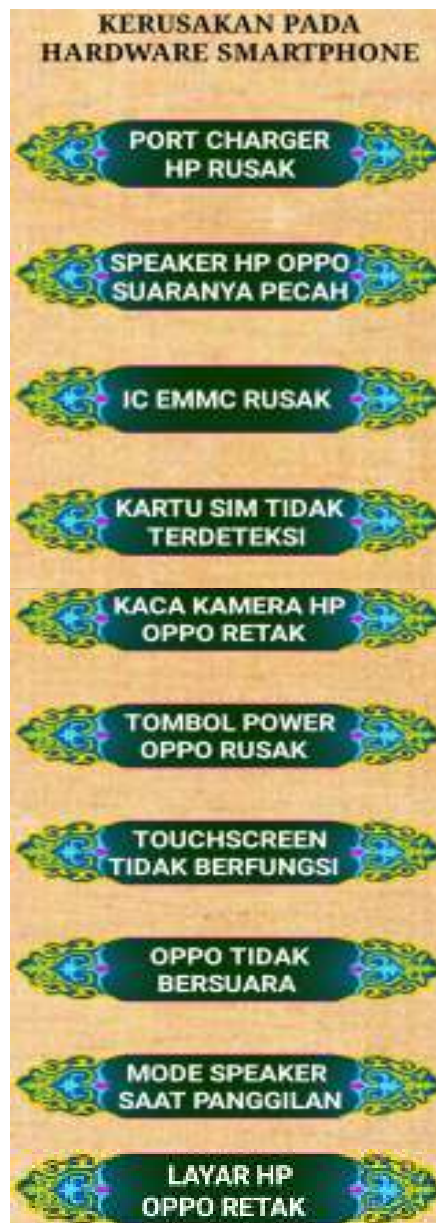 KERUSAKAN PADA
HARDWARE SMARTPHONE
PORT CHARGER
HP RUSAK
SPEAKER HP OPPO
SUARANYA PECAH
IC EMMC RUSAK
KARTU SIM TIDAK
TERDETEKSI
KACA KAMERA HP
OPPO RETAK
TOMBOL POWER
OPPO RUSAK
TOUCHSCREEN
TIDAK BERFUNGSI
OPPO TIDAK
BERSUARA
MODE SPEAKER
SAAT PANGGILAN
LAYAR HP
OPPO RETAK